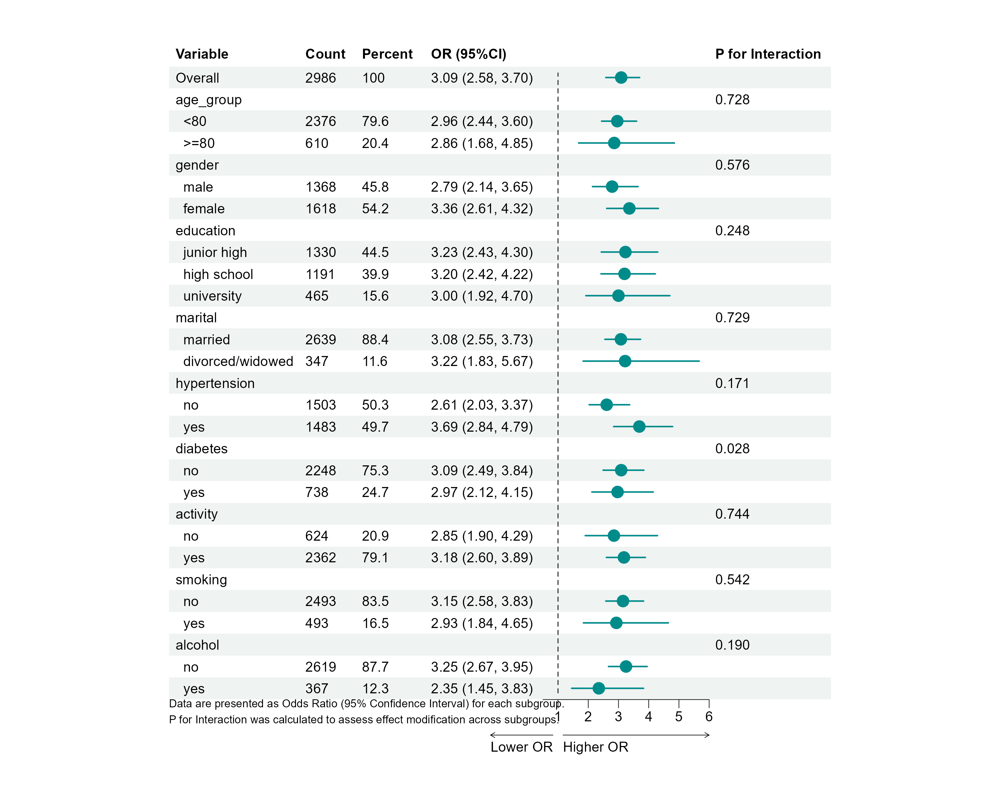 Variable Count Percent OR (95%CI) P for Interaction
Overall 2986 100 3.09 (2.58, 3.70)
age_group 0.728
<80 2376 79.6 2.96 (2.44, 3.60)
>=80 610 20.4 2.86 (1.68, 4.85)
gender 0.576
male 1368 45.8 2.79 (2.14, 3.65)
female 1618 54.2 3.36 (2.61, 4.32)
education 0.248
junior high 1330 44.5 3.23 (2.43, 4.30)
high school 1191 39.9 3.20 (2.42, 4.22)
university 465 15.6 3.00 (1.92, 4.70)
marital 0.729
married 2639 88.4 3.08 (2.55, 3.73)
divorced/widowed 347 11.6 3.22 (1.83, 5.67)
hypertension 0.171
no 1503 50.3 2.61 (2.03, 3.37)
yes 1483 49.7 3.69 (2.84, 4.79)
diabetes 0.028
no 2248 75.3 3.09 (2.49, 3.84)
yes 738 24.7 2.97 (2.12, 4.15)
activity 0.744
no 624 20.9 2.85 (1.90, 4.29)
yes 2362 79.1 3.18 (2.60, 3.89)
smoking 0.542
no 2493 83.5 3.15 (2.58, 3.83)
yes 493 16.5 2.93 (1.84, 4.65)
alcohol 0.190
no 2619 87.7 3.25 (2.67, 3.95)
yes 367 12.3 2.35 (1.45, 3.83)
Data are presented as Odds Ratio (95% Confidence Interval) for each subgroup.
P for Interaction was calculated to assess effect modification across subgroups.
1 2 3 4 5 6
Lower OR Higher OR